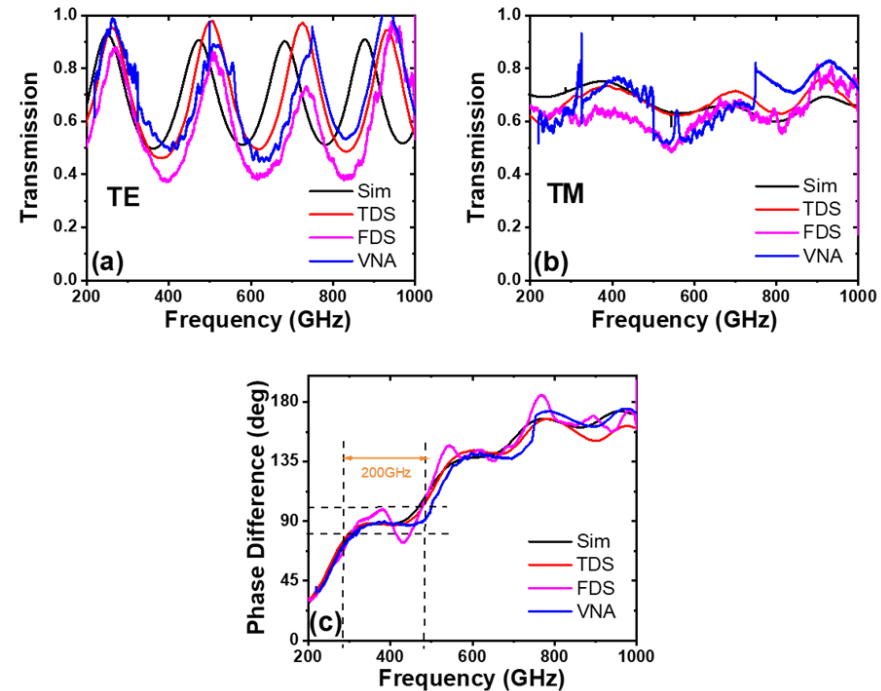 Transmission
1.0
0.8
0.6
0.4
0.2
0.0
TE
Sim
TDS
FDS
VNA
(a)
200 400 600 800 1000
Frequency (GHz)
Transmission
1.0
0.8
0.6
0.4
0.2
0.0
TM
Sim
TDS
FDS
VNA
(b)
200 400 600 800 1000
Frequency (GHz)
Phase Difference (deg)
180
135
90
45
0
200GHz
Sim
TDS
FDS
VNA
(c)
200 400 600 800 1000
Frequency (GHz)